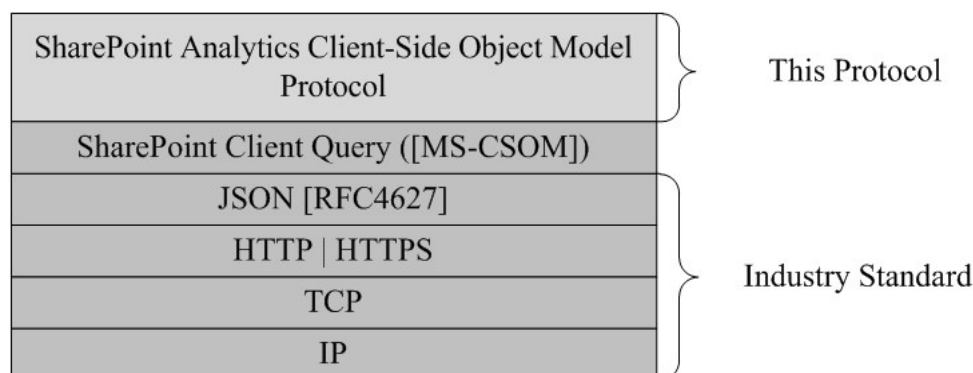 SharePoint Analytics Client-Side Object Model
Protocol
This Protocol
SharePoint Client Query ([MS-CSOM])
JSON [RFC4627]
HTTP | HTTPS
TCP
IP
Industry Standard